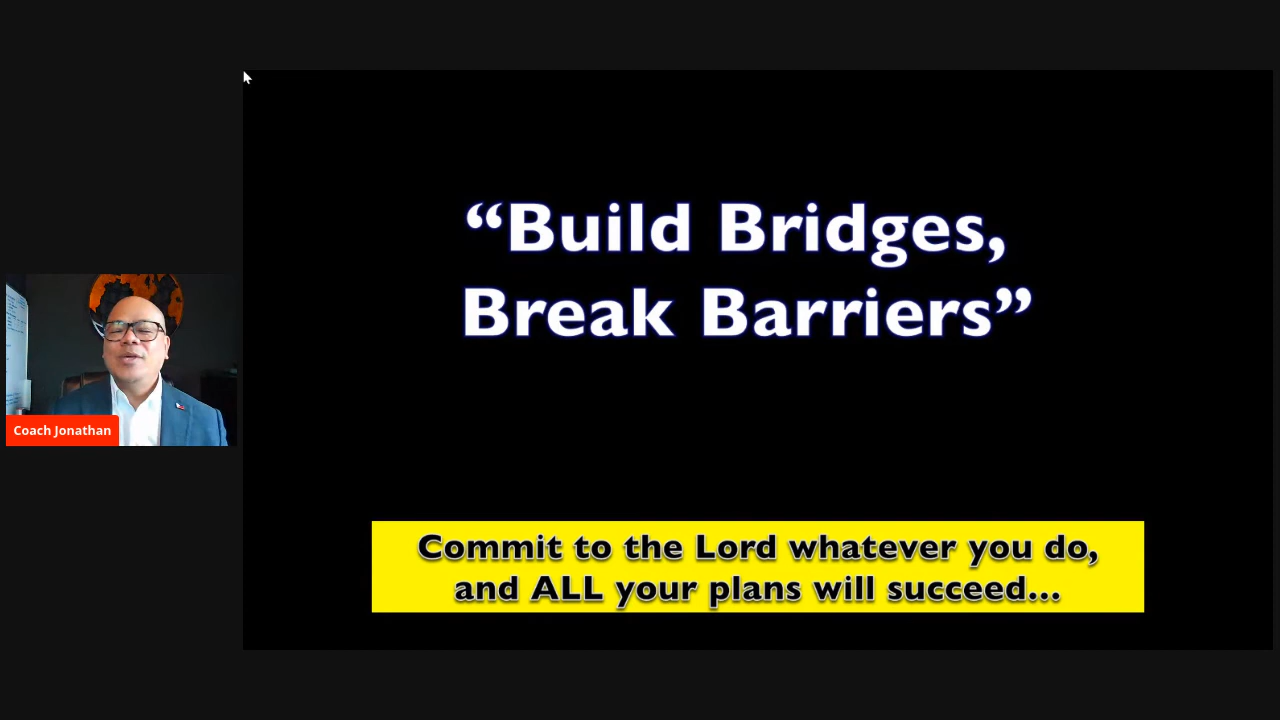 “Build Bridges,
Break Barriers”
Coach Jonathan
Commit to the Lord whatever you do,
and ALL your plans will succeed...